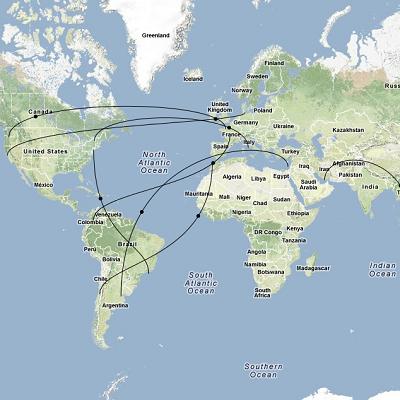 Greenland
Iceland
Finland
Sweden
Norway
Russ
Canada
United
Kingdom
Poland
Germany
Ukraine
Kazakhstan
France
Italy
Spain
Turkey
United States
North
Atlantic
Ocean
Iraq
Iran
Afghanistan
Pakistan
Algeria
Libya
Egypt
Saudi
Arabia
India
México
Mauritania
Mali
Niger
Chad
Sudan
Venezuela
Nigeria
Ethiopia
Colombia
DR Congo
Kenya
Tanzania
Brazil
Perú
Bolivia
Angola
Namibia
Botswana
Madagascar
Chile
South
Atlantic
Ocean
Indian
Ocean
South
Africa
Argentina
Southern
Ocean